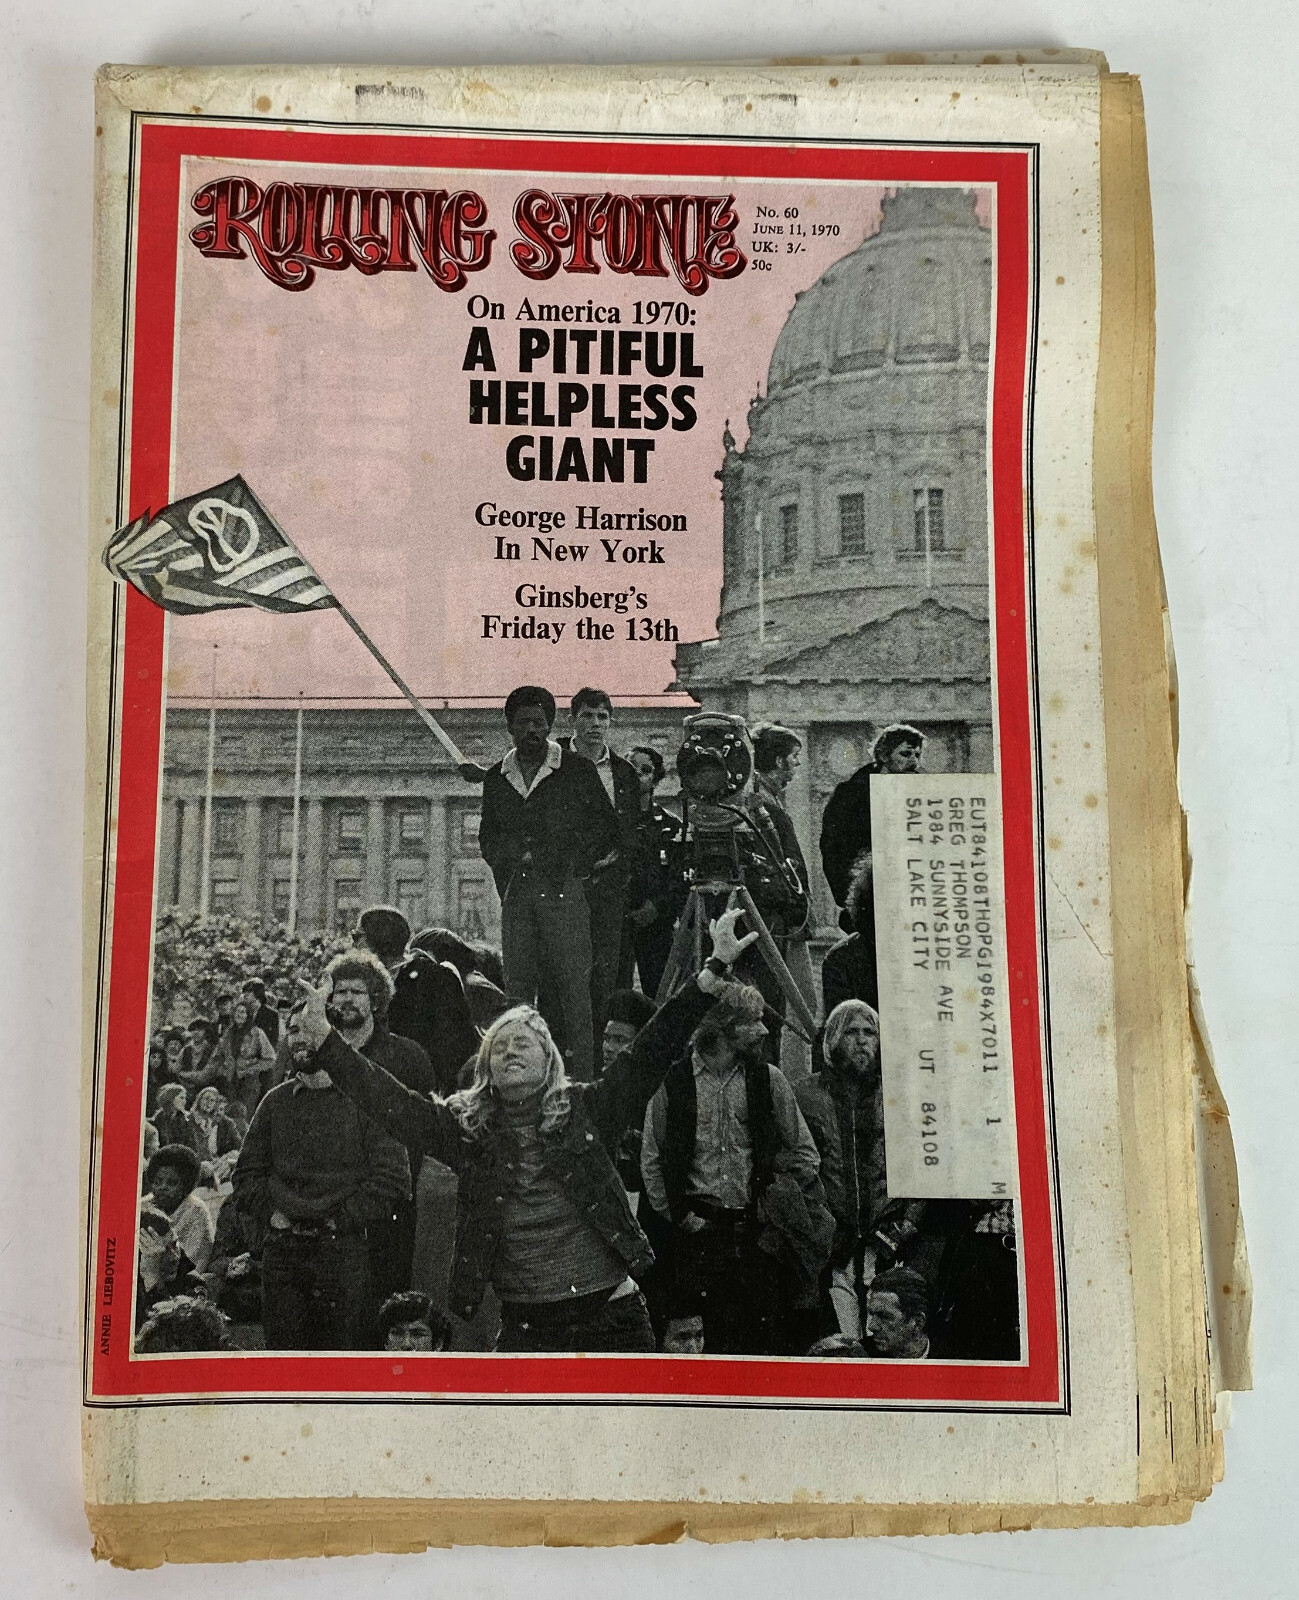 ROLLING STONE
No. 60
JUNE 11, 1970
UK: 3/-
50c
On America 1970:
A PITIFUL
HELPLESS
GIANT
George Harrison
In New York
Ginsberg's
Friday the 13th
EUT84108THOPG1984X7011 1 M
GREG THOMPSON
1984 SUNNYSIDE AVE
SALT LAKE CITY UT 84108
ANNIE LIEBOVITZ